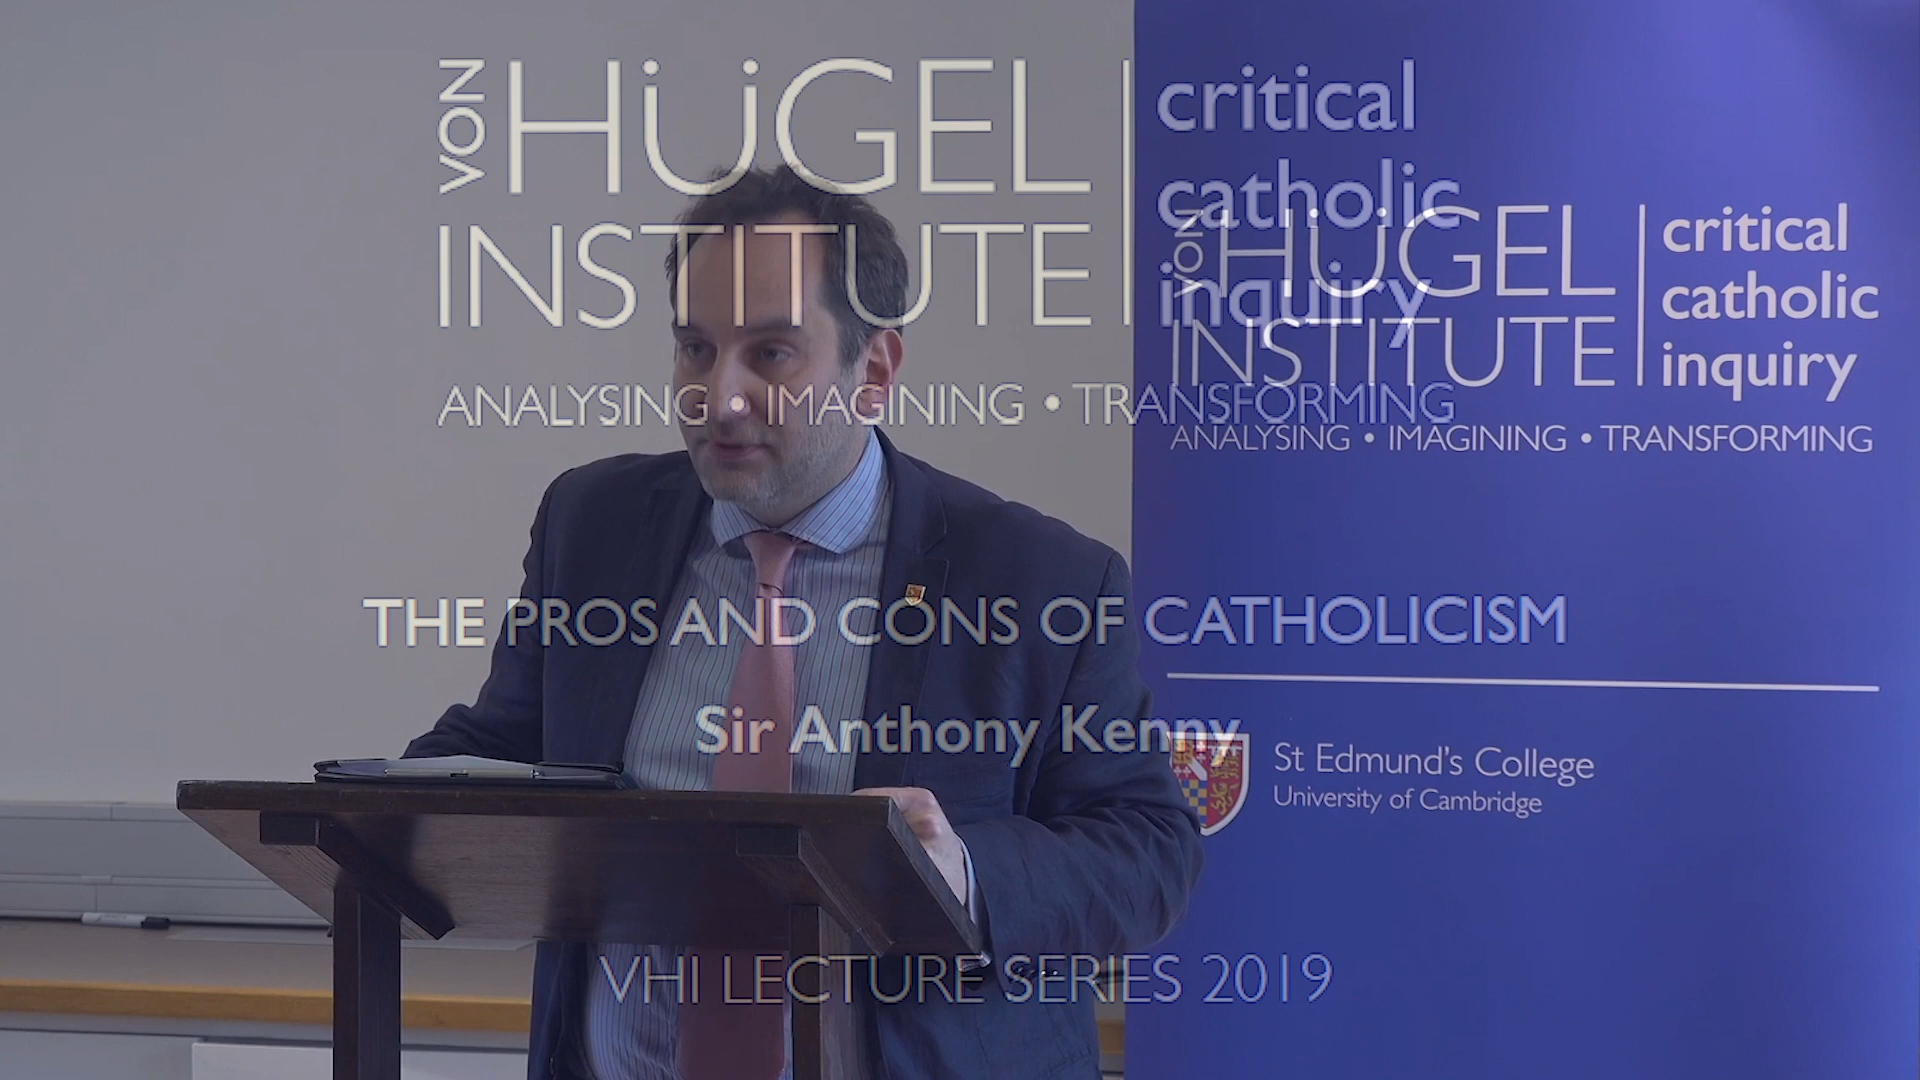 VON HÜGEL INSTITUTE
critical
catholic
inquiry
ANALYSING • IMAGINING • TRANSFORMING
THE PROS AND CONS OF CATHOLICISM
Sir Anthony Kenny
VHI LECTURE SERIES 2019
VON HÜGEL INSTITUTE
critical
catholic
inquiry
ANALYSING • IMAGINING • TRANSFORMING
St Edmund's College
University of Cambridge